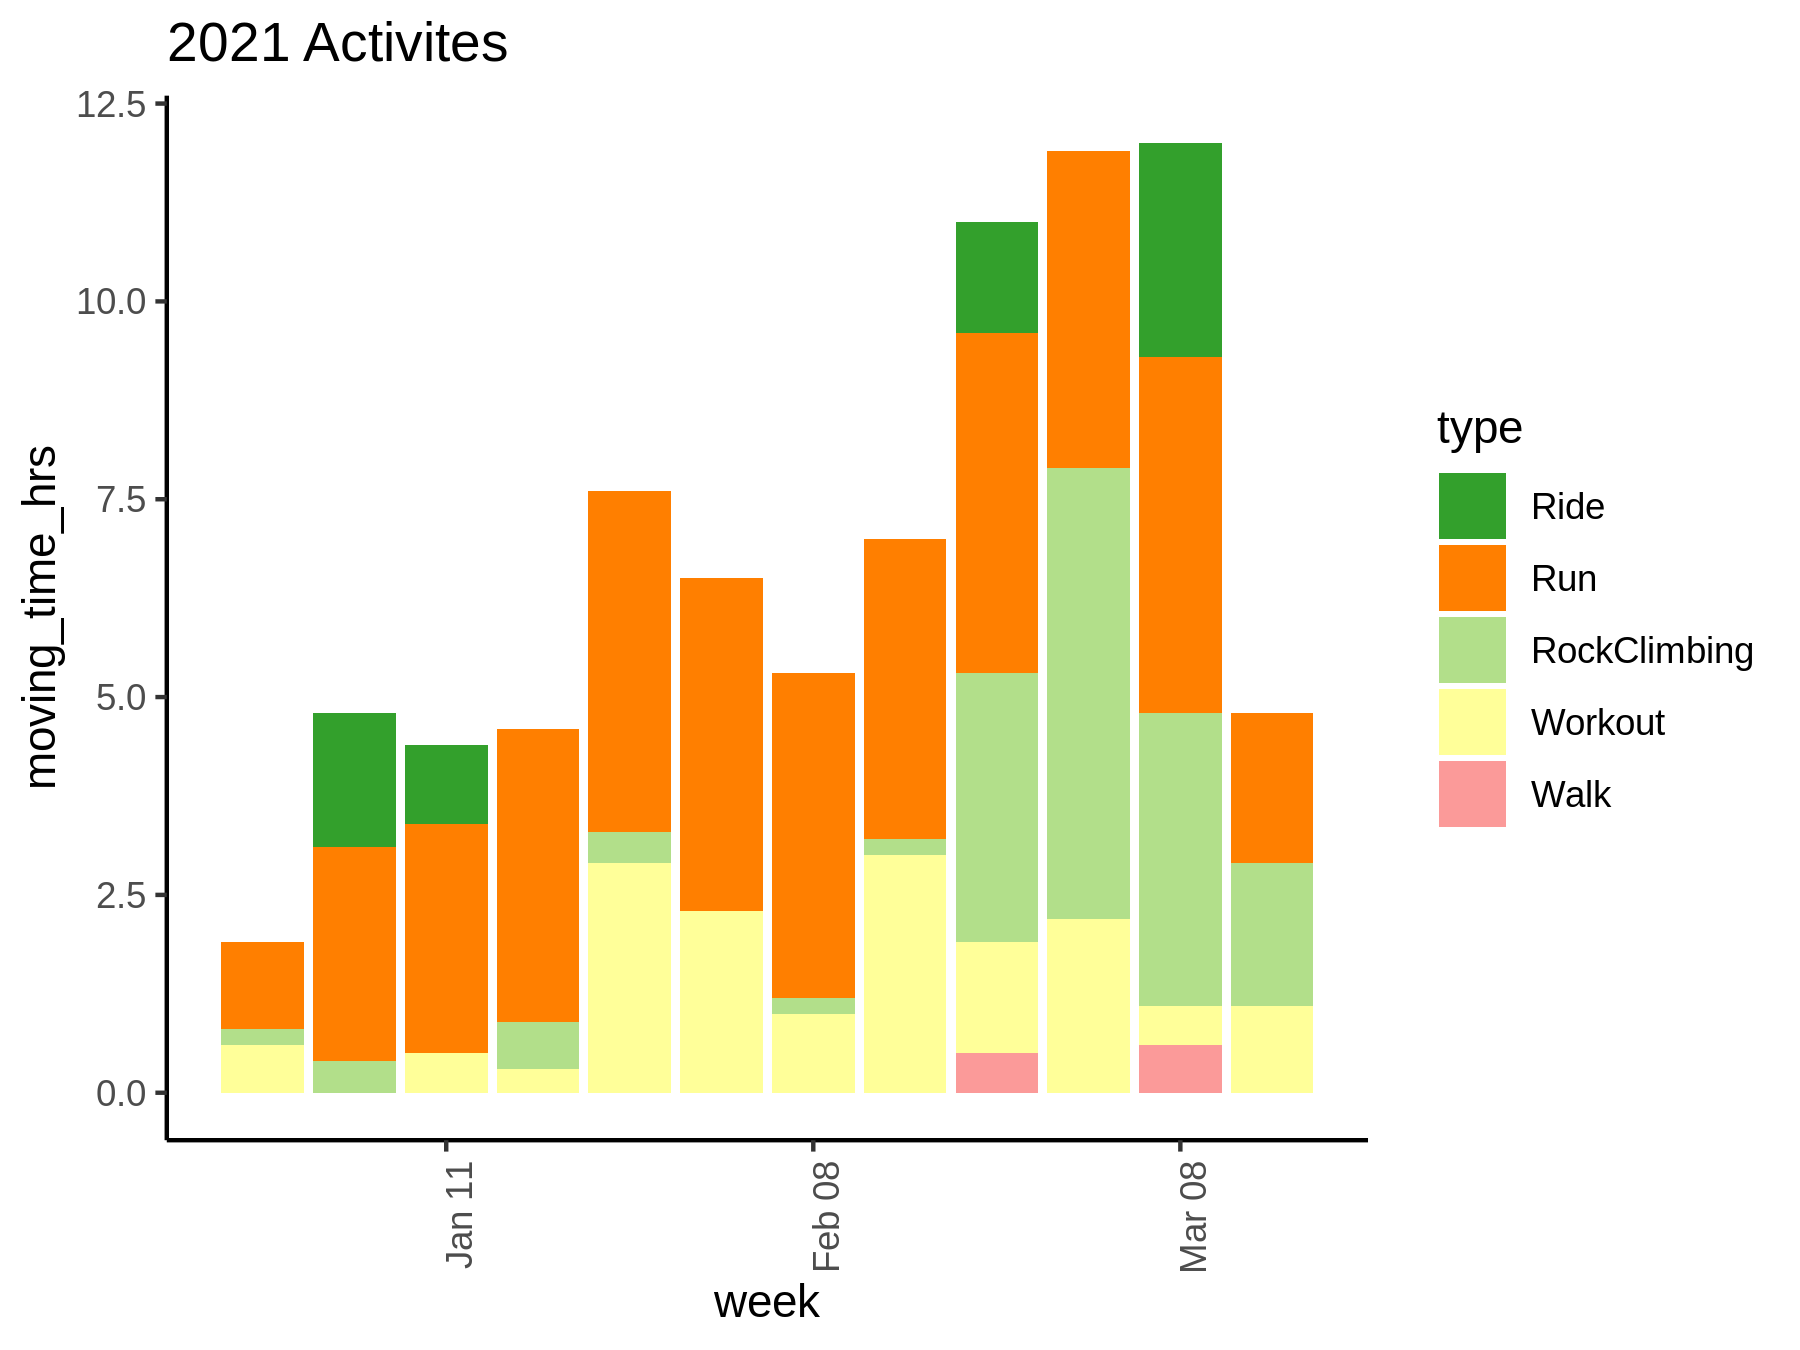 2021 Activites
12.5
10.0
7.5
5.0
2.5
0.0
moving_time_hrs
Jan 11
Feb 08
Mar 08
week
type
Ride
Run
RockClimbing
Workout
Walk